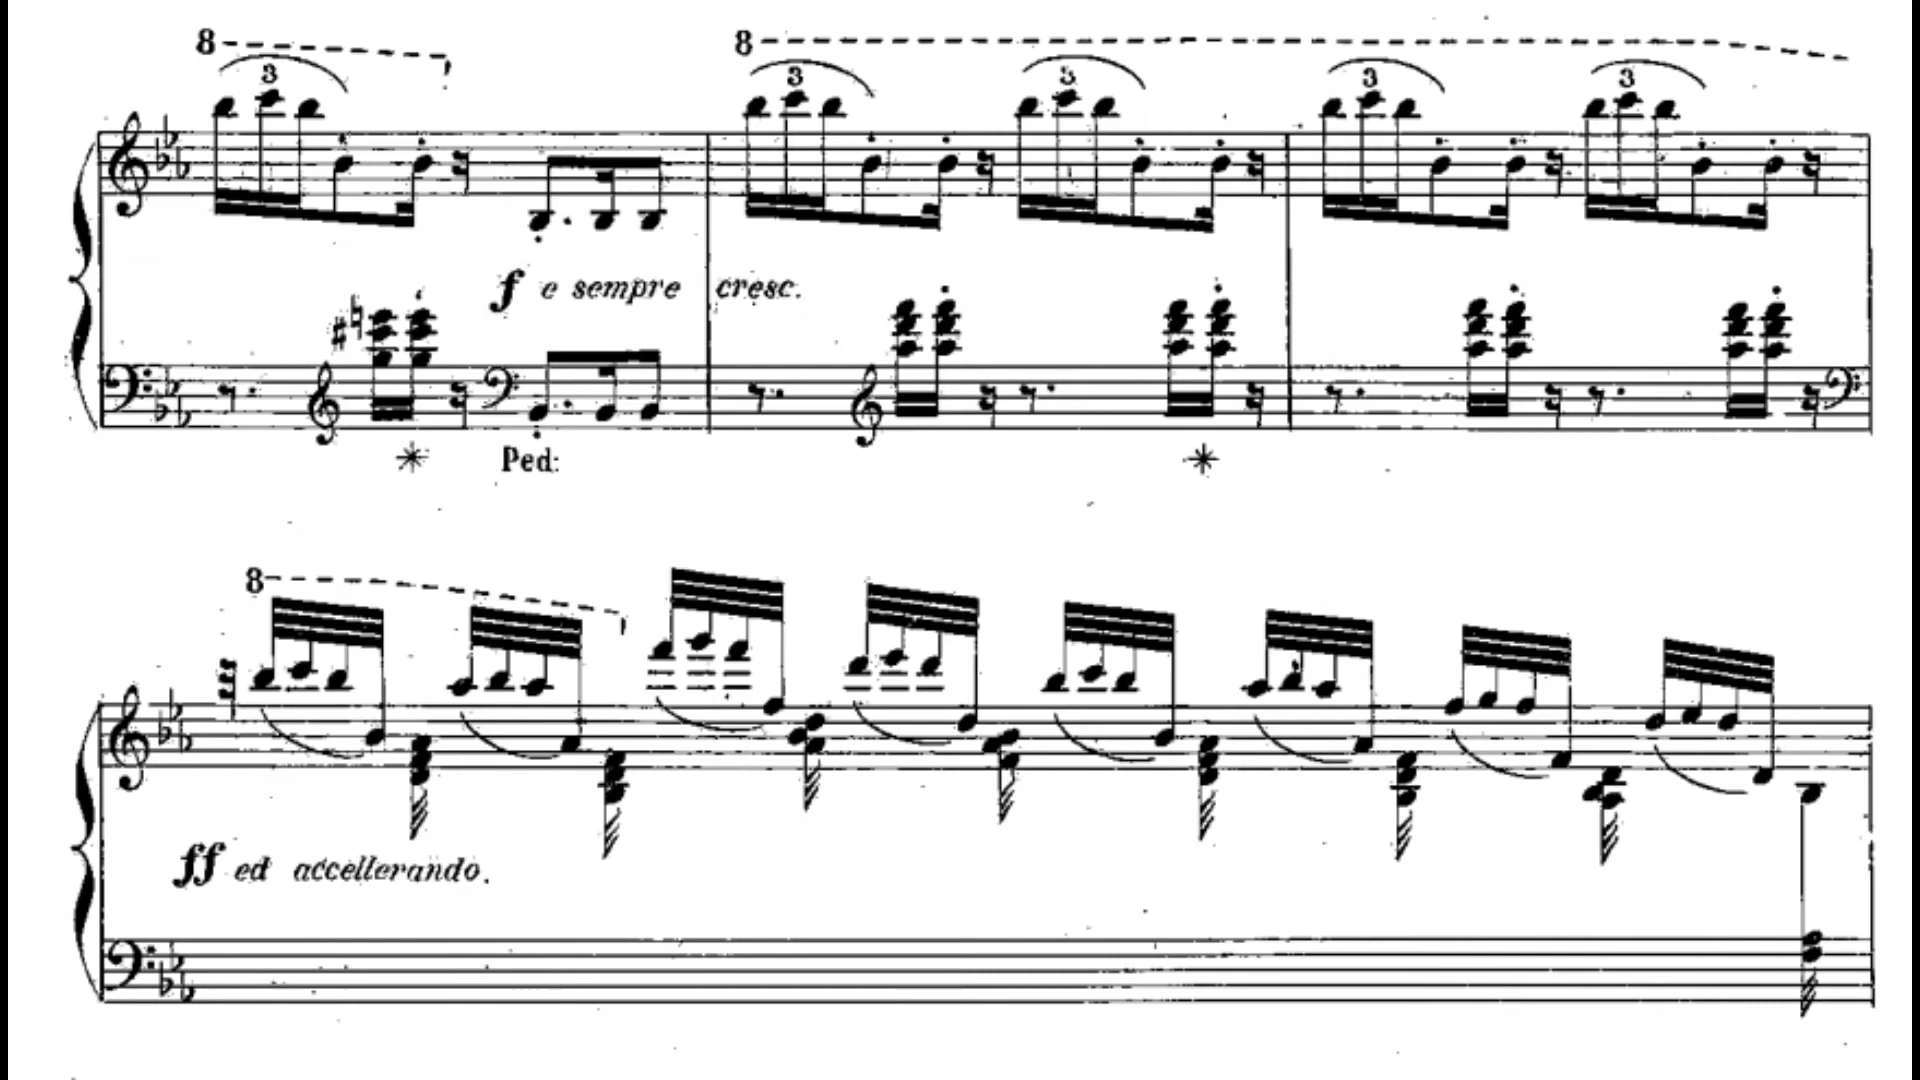 8 8
3 3 3 3 3
f e sempre cresc.
Ped:
8
ff ed accellerando.